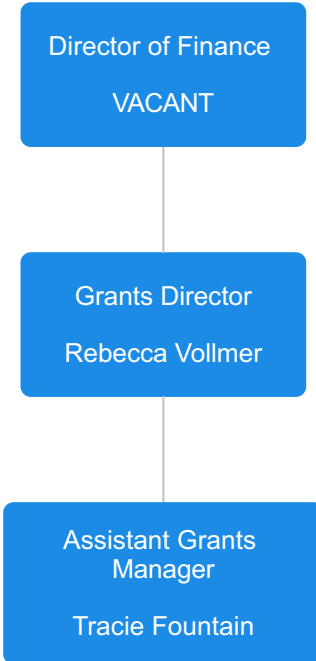 Director of Finance
VACANT
Grants Director
Rebecca Vollmer
Assistant Grants
Manager
Tracie Fountain